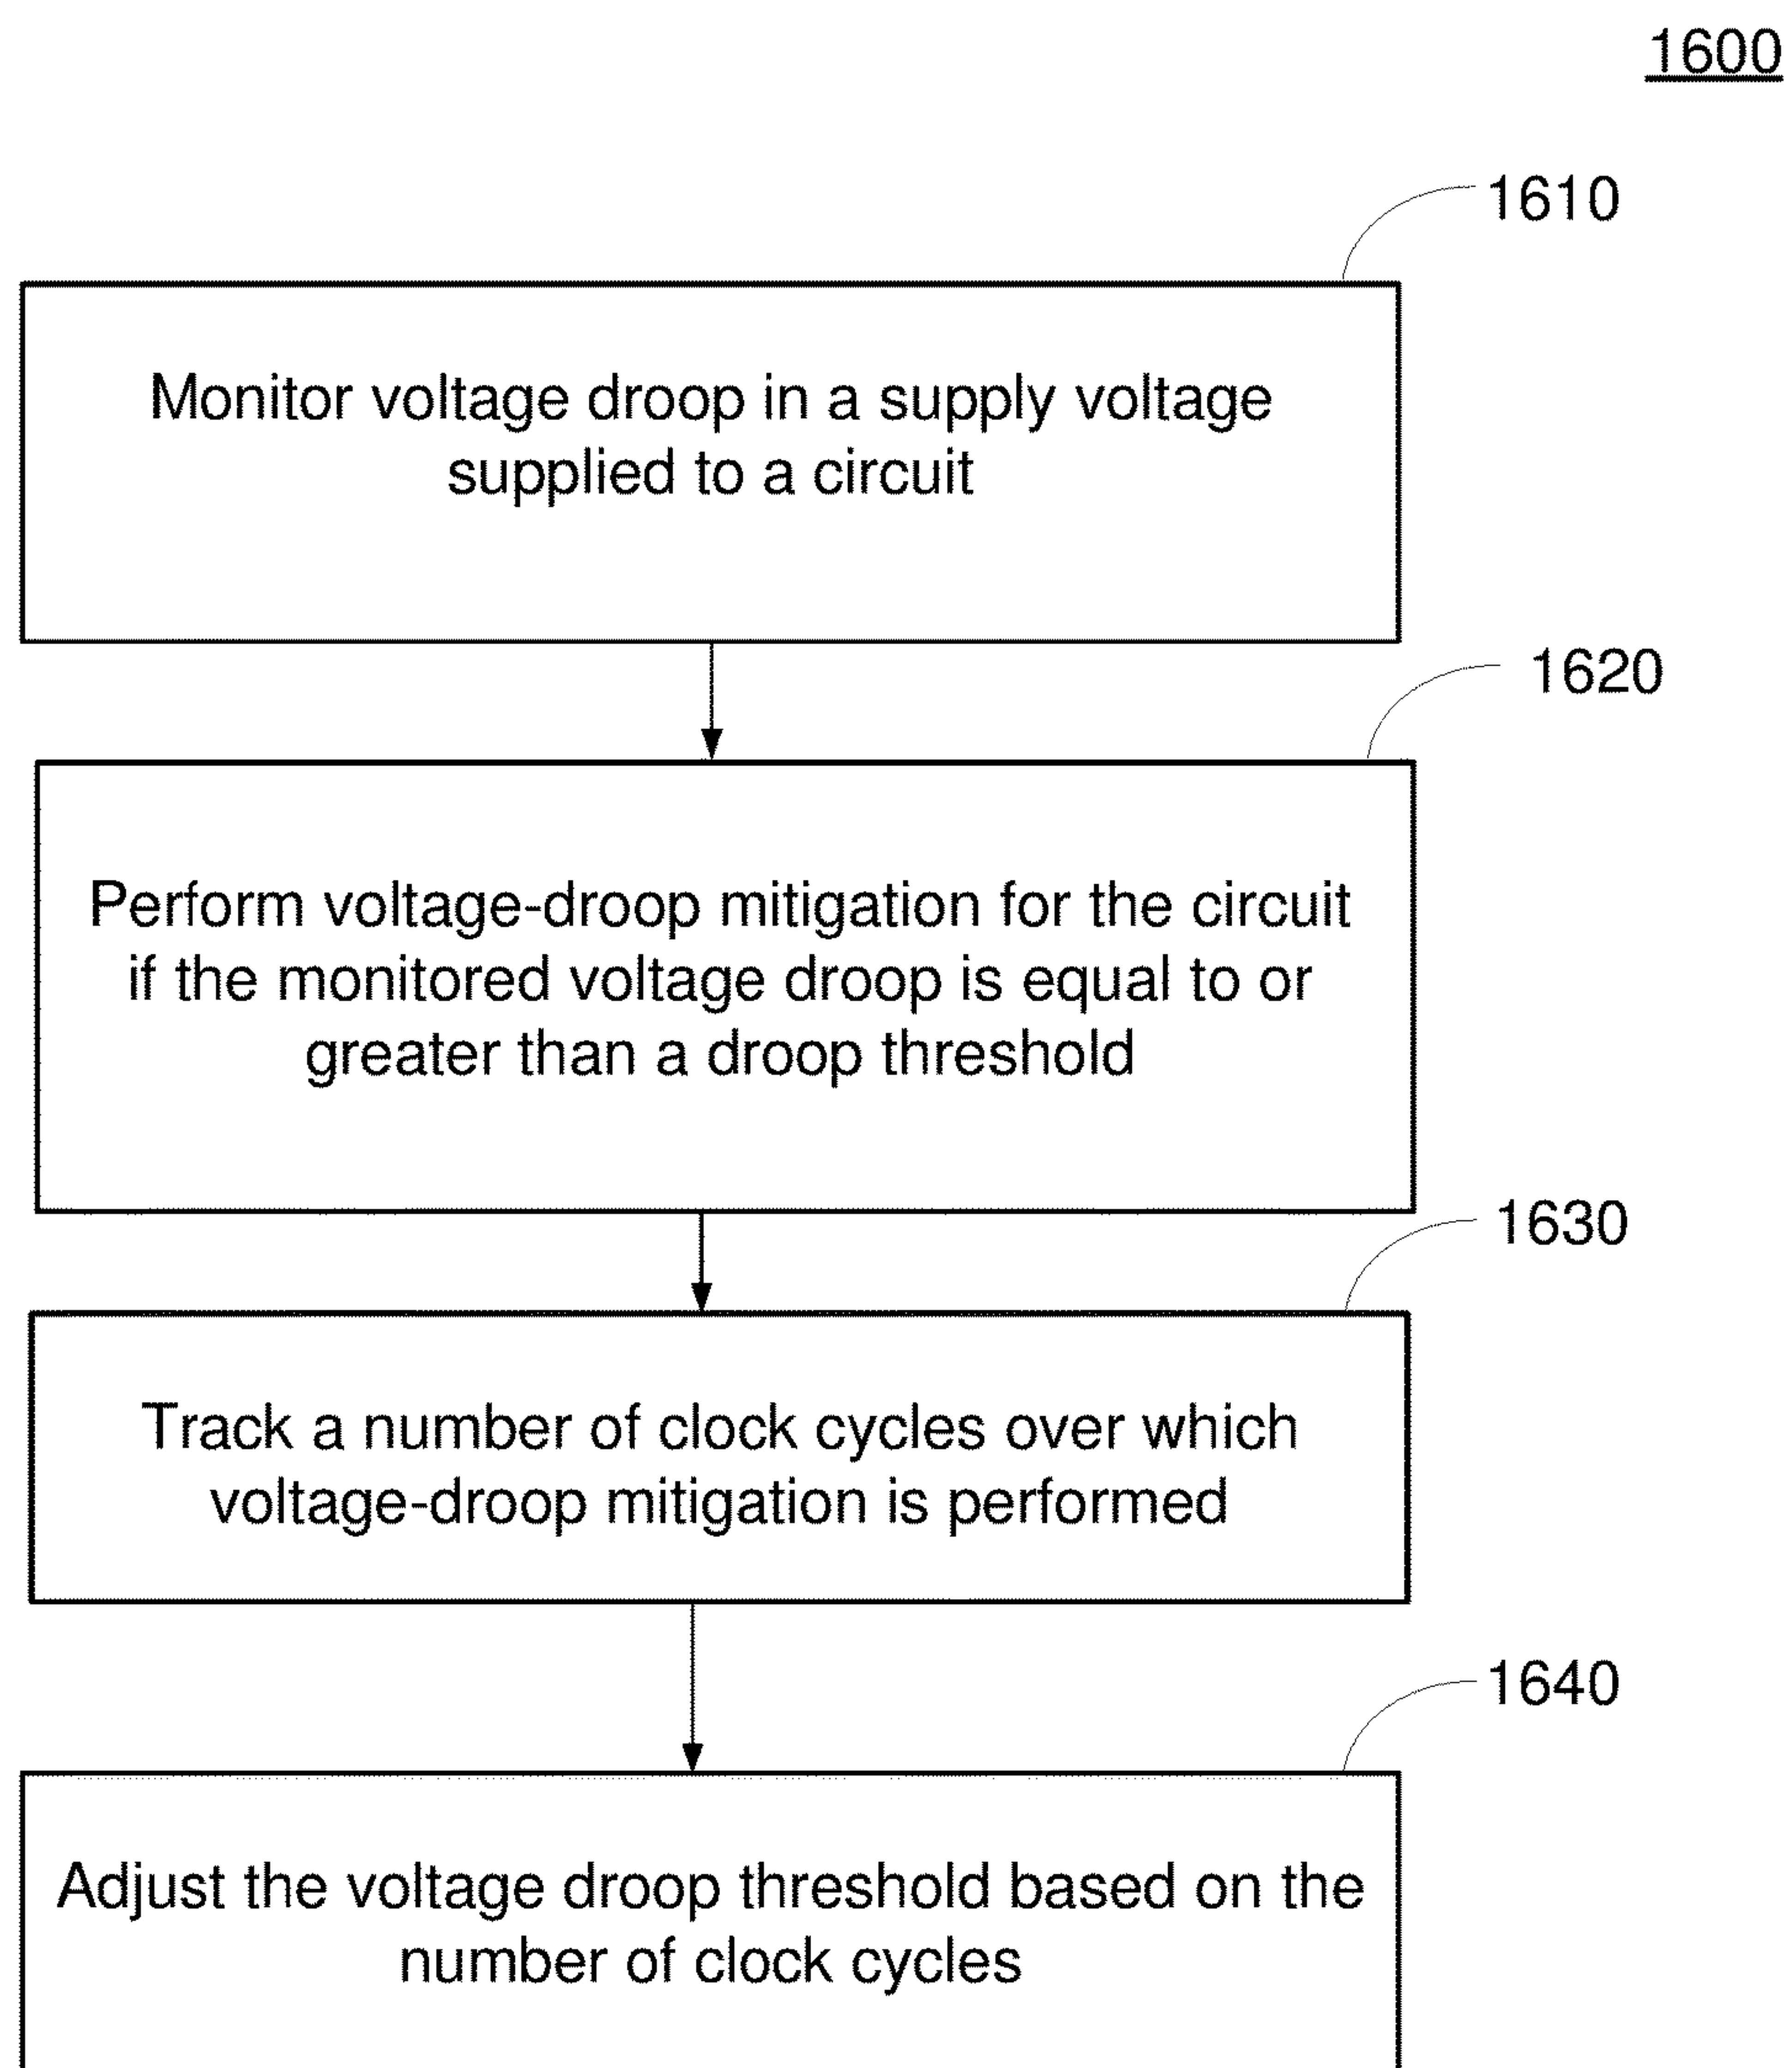 1600
1610
Monitor voltage droop in a supply voltage
supplied to a circuit
1620
Perform voltage-droop mitigation for the circuit
if the monitored voltage droop is equal to or
greater than a droop threshold
1630
Track a number of clock cycles over which
voltage-droop mitigation is performed
1640
Adjust the voltage droop threshold based on the
number of clock cycles